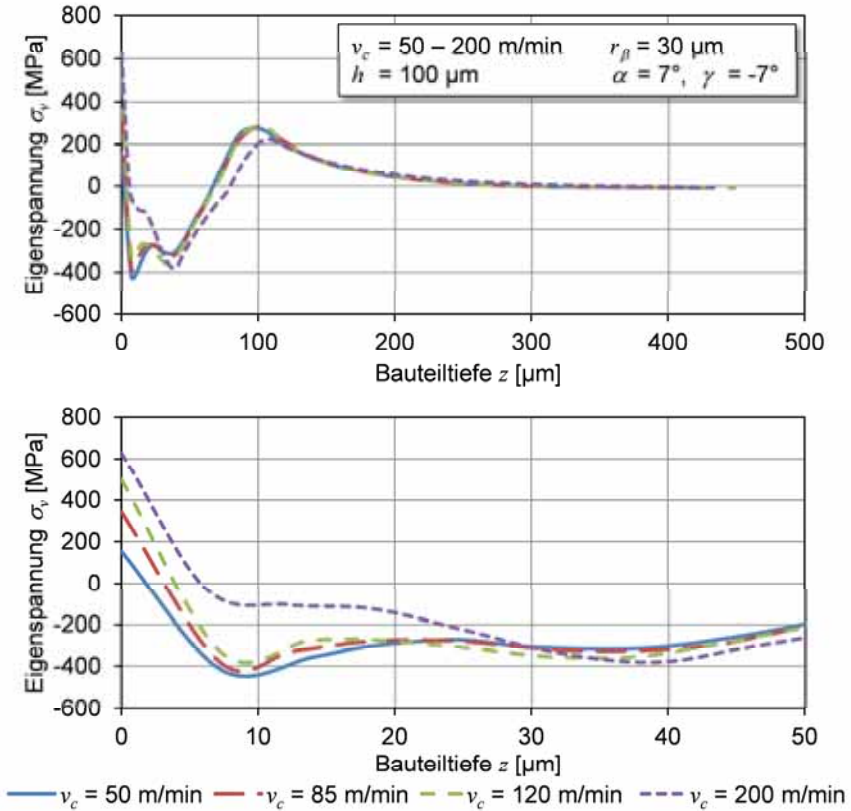 800
600
400
200
0
-200
-400
-600
Eigenspannung σᵥ [MPa]
v_c = 50 – 200 m/min r_β = 30 µm
h = 100 µm α = 7°, γ = -7°
0 100 200 300 400 500
Bauteiltiefe z [µm]
800
600
400
200
0
-200
-400
-600
Eigenspannung σᵥ [MPa]
0 10 20 30 40 50
Bauteiltiefe z [µm]
v_c = 50 m/min v_c = 85 m/min v_c = 120 m/min v_c = 200 m/min